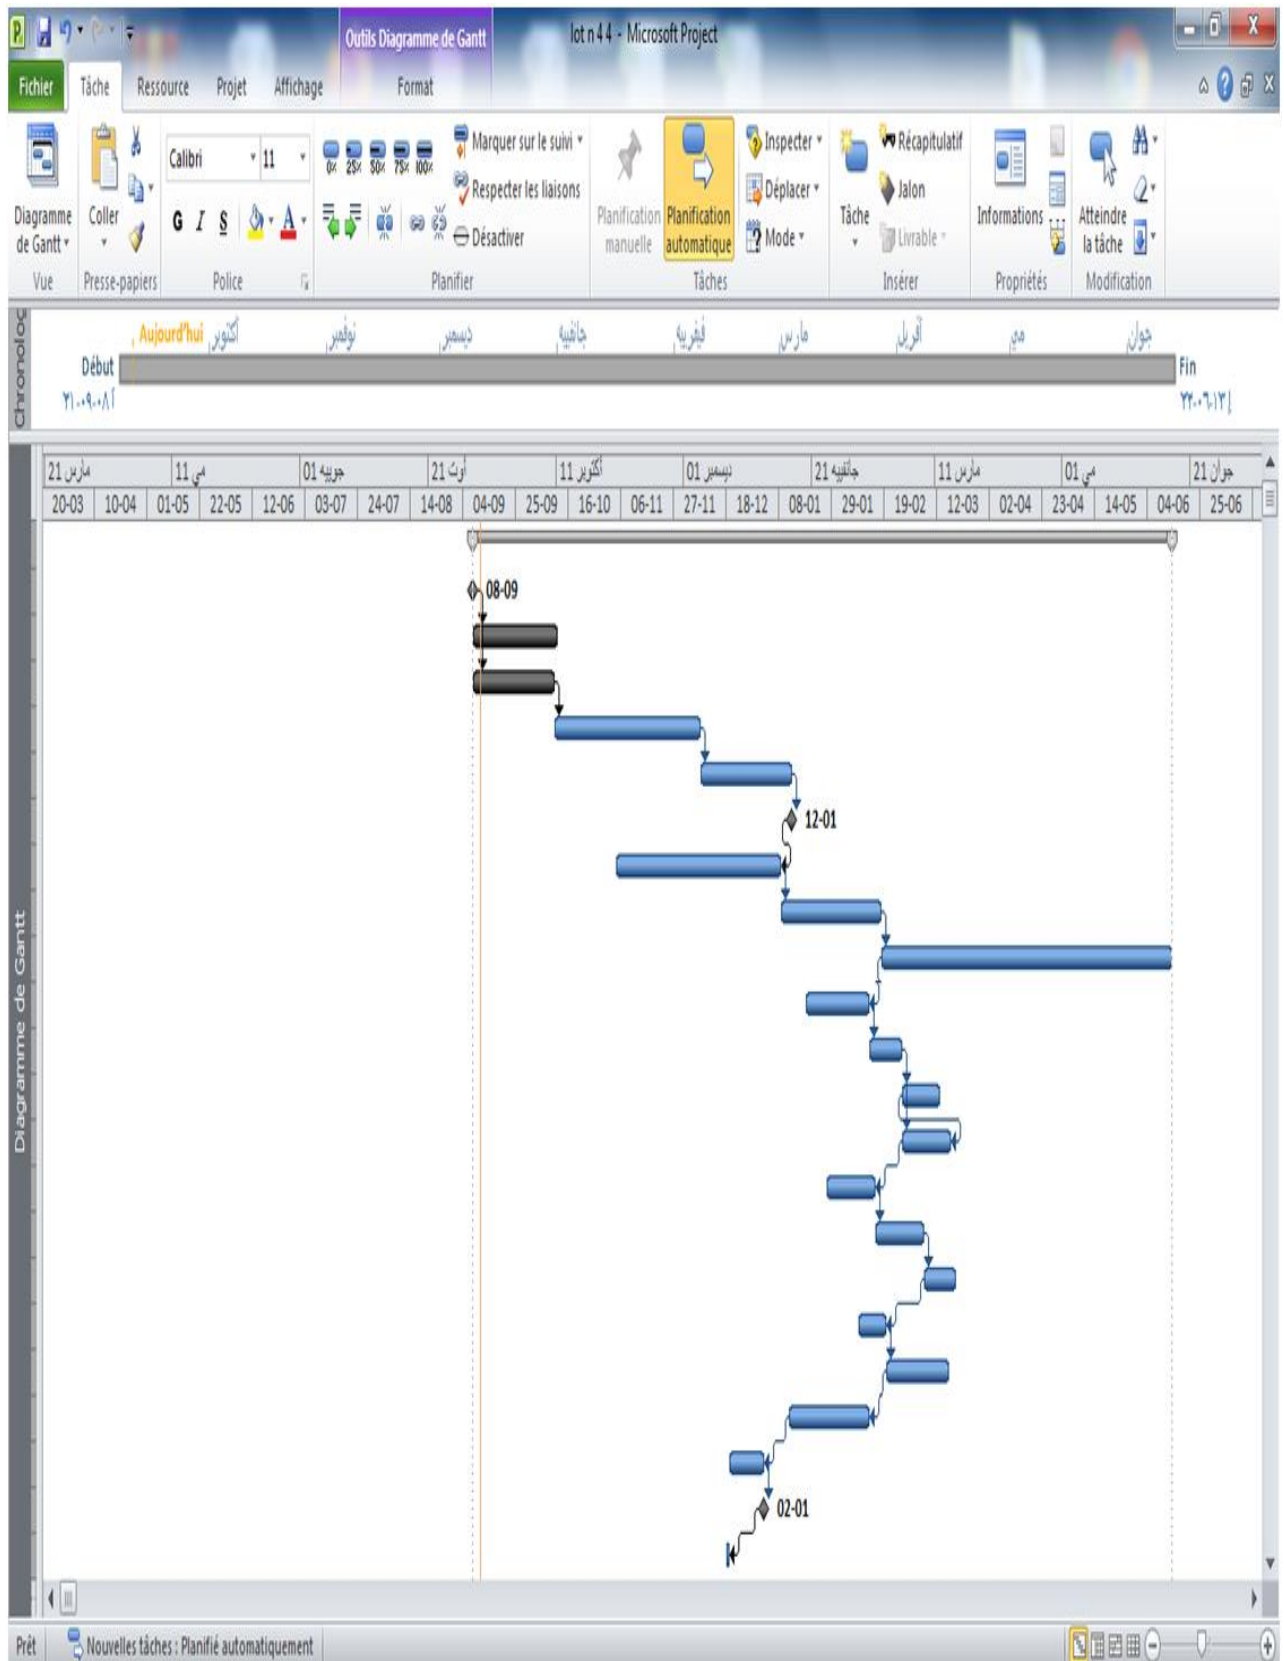 Outils Diagramme de Gantt
lot n 4 4 - Microsoft Project
Fichier Tâche Ressource Projet Affichage Format
Calibri 11
0% 25% 50% 75% 100%
Marquer sur le suivi
Respecter les liaisons
Désactiver
G I S A
Diagramme de Gantt
Coller
Planification manuelle
Planification automatique
Inspecter
Déplacer
Mode
Tâche
Récapitulatif
Jalon
Livrable
Informations
Atteindre la tâche
Vue Presse-papiers Police Planifier Tâches Insérer Propriétés Modification
Chronoloc
Aujourd'hui أكتوبر نوفمبر ديسمبر جانفييه فيفرييه مارس أفريل مي جوان
Début
Fin
مارس 21 مي 11 جوييه 01 أوت 21 أكتوبر 11 ديسمبر 01 جانفييه 21 مارس 11 مي 01 جوان 21
20-03 10-04 01-05 22-05 12-06 03-07 24-07 14-08 04-09 25-09 16-10 06-11 27-11 18-12 08-01 29-01 19-02 12-03 02-04 23-04 14-05 04-06 25-06
08-09
12-01
02-01
Diagramme de Gantt
Prêt
Nouvelles tâches : Planifié automatiquement